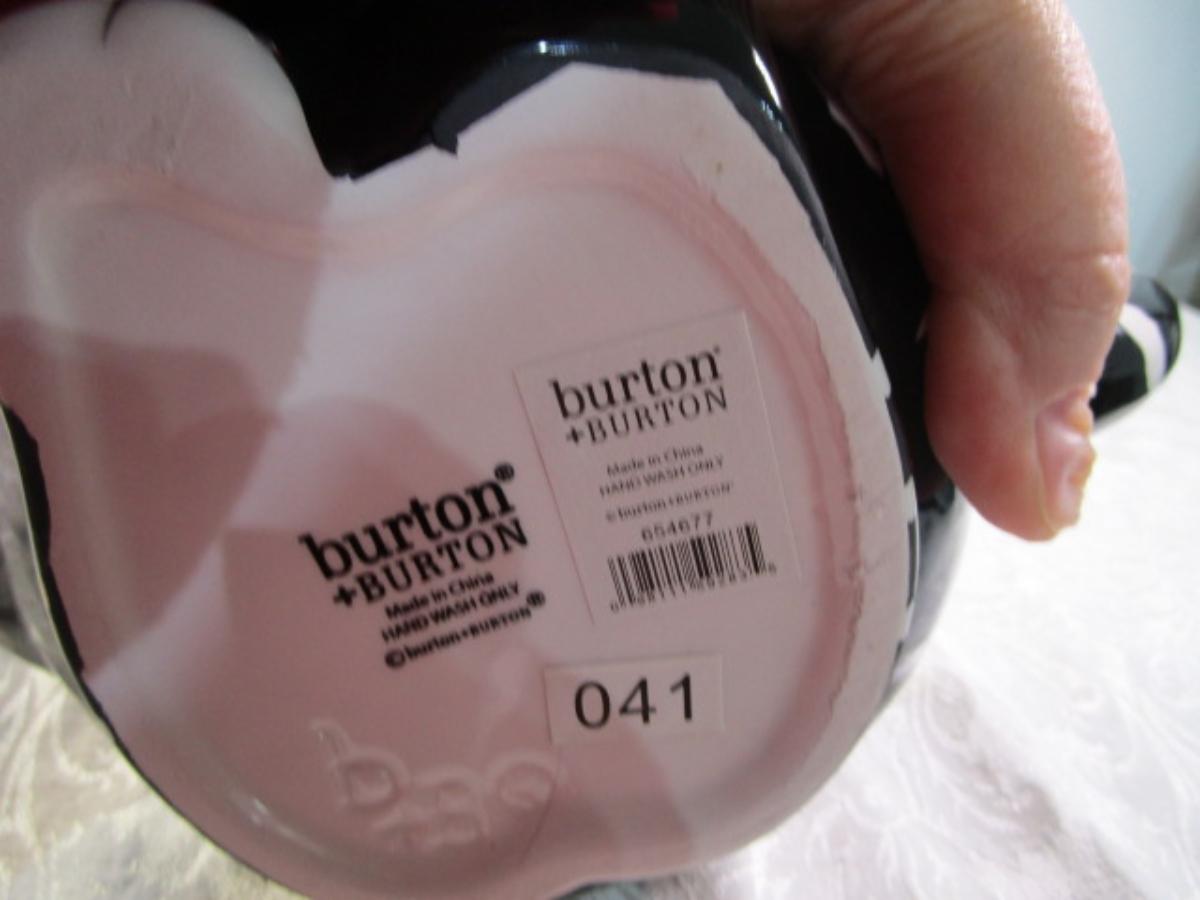 burton®
+BURTON
Made in China
HAND WASH ONLY
©burton+BURTON®
burton®
+BURTON
Made in China
HAND WASH ONLY
©burton+BURTON®
654677
041